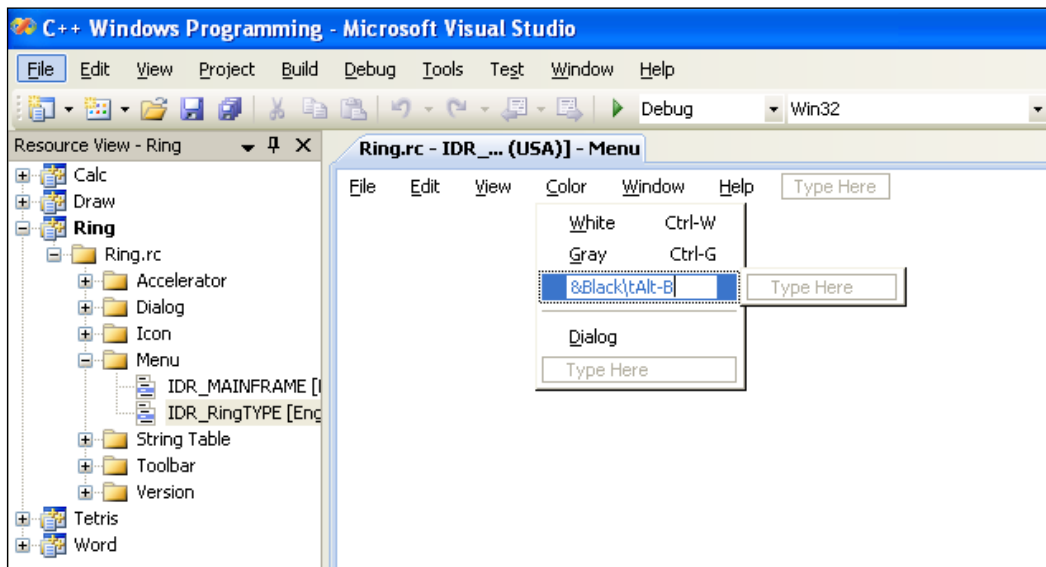 C++ Windows Programming - Microsoft Visual Studio
File Edit View Project Build Debug Tools Test Window Help
Debug Win32
Resource View - Ring
Ring.rc - IDR_... (USA)] - Menu
Calc
Draw
Ring
Ring.rc
Accelerator
Dialog
Icon
Menu
IDR_MAINFRAME [
IDR_RingTYPE [Eng
String Table
Toolbar
Version
Tetris
Word
File Edit View Color Window Help Type Here
White Ctrl-W
Gray Ctrl-G
&Black\tAlt-B Type Here
Dialog
Type Here